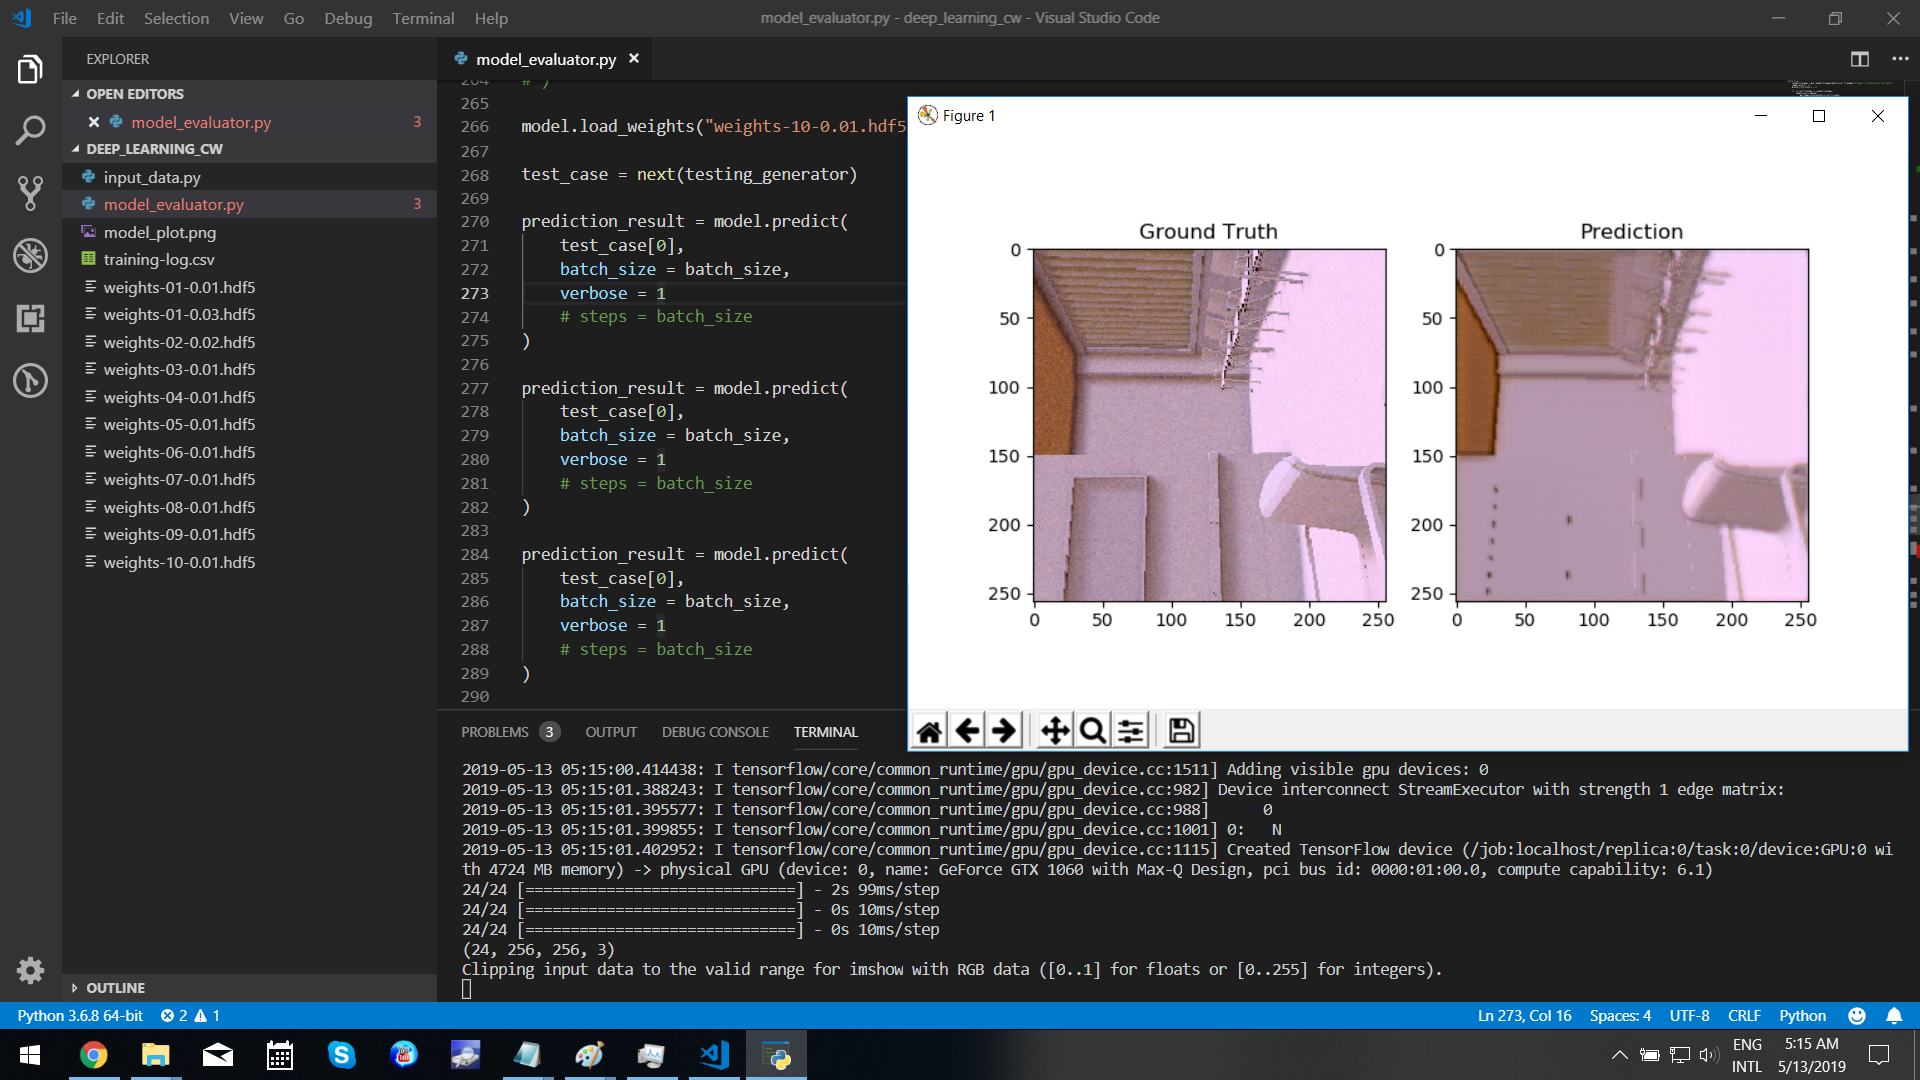 File Edit Selection View Go Debug Terminal Help
model_evaluator.py - deep_learning_cw - Visual Studio Code
EXPLORER
OPEN EDITORS
model_evaluator.py 3
DEEP_LEARNING_CW
input_data.py
model_evaluator.py 3
model_plot.png
training-log.csv
weights-01-0.01.hdf5
weights-01-0.03.hdf5
weights-02-0.02.hdf5
weights-03-0.01.hdf5
weights-04-0.01.hdf5
weights-05-0.01.hdf5
weights-06-0.01.hdf5
weights-07-0.01.hdf5
weights-08-0.01.hdf5
weights-09-0.01.hdf5
weights-10-0.01.hdf5
OUTLINE
model_evaluator.py
264 # )
265
266 model.load_weights("weights-10-0.01.hdf5
267
268 test_case = next(testing_generator)
269
270 prediction_result = model.predict(
271 test_case[0],
272 batch_size = batch_size,
273 verbose = 1
274 # steps = batch_size
275 )
276
277 prediction_result = model.predict(
278 test_case[0],
279 batch_size = batch_size,
280 verbose = 1
281 # steps = batch_size
282 )
283
284 prediction_result = model.predict(
285 test_case[0],
286 batch_size = batch_size,
287 verbose = 1
288 # steps = batch_size
289 )
290
Figure 1
Ground Truth
0
50
100
150
200
250
0 50 100 150 200 250
Prediction
0
50
100
150
200
250
0 50 100 150 200 250
PROBLEMS 3 OUTPUT DEBUG CONSOLE TERMINAL
2019-05-13 05:15:00.414438: I tensorflow/core/common_runtime/gpu/gpu_device.cc:1511] Adding visible gpu devices: 0
2019-05-13 05:15:01.388243: I tensorflow/core/common_runtime/gpu/gpu_device.cc:982] Device interconnect StreamExecutor with strength 1 edge matrix:
2019-05-13 05:15:01.395577: I tensorflow/core/common_runtime/gpu/gpu_device.cc:988] 0
2019-05-13 05:15:01.399855: I tensorflow/core/common_runtime/gpu/gpu_device.cc:1001] 0: N
2019-05-13 05:15:01.402952: I tensorflow/core/common_runtime/gpu/gpu_device.cc:1115] Created TensorFlow device (/job:localhost/replica:0/task:0/device:GPU:0 wi
th 4724 MB memory) -> physical GPU (device: 0, name: GeForce GTX 1060 with Max-Q Design, pci bus id: 0000:01:00.0, compute capability: 6.1)
24/24 [==============================] - 2s 99ms/step
24/24 [==============================] - 0s 10ms/step
24/24 [==============================] - 0s 10ms/step
(24, 256, 256, 3)
Clipping input data to the valid range for imshow with RGB data ([0..1] for floats or [0..255] for integers).
Python 3.6.8 64-bit 2 1
Ln 273, Col 16 Spaces: 4 UTF-8 CRLF Python
ENG
INTL
5:15 AM
5/13/2019